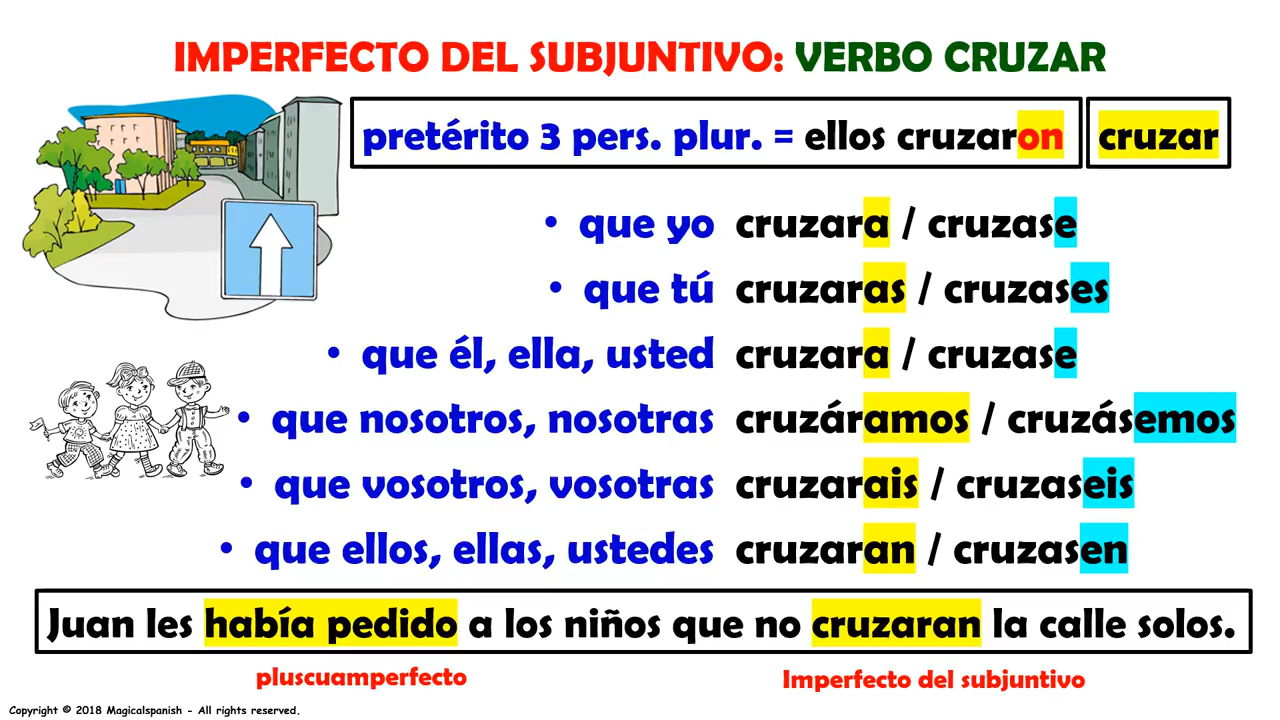 IMPERFECTO DEL SUBJUNTIVO: VERBO CRUZAR
pretérito 3 pers. plur. = ellos cruzaron cruzar
• que yo cruzara / cruzase
• que tú cruzaras / cruzases
• que él, ella, usted cruzara / cruzase
• que nosotros, nosotras cruzáramos / cruzásemos
• que vosotros, vosotras cruzarais / cruzaseis
• que ellos, ellas, ustedes cruzaran / cruzasen
Juan les había pedido a los niños que no cruzaran la calle solos.
pluscuamperfecto Imperfecto del subjuntivo
Copyright © 2018 Magicalspanish - All rights reserved.